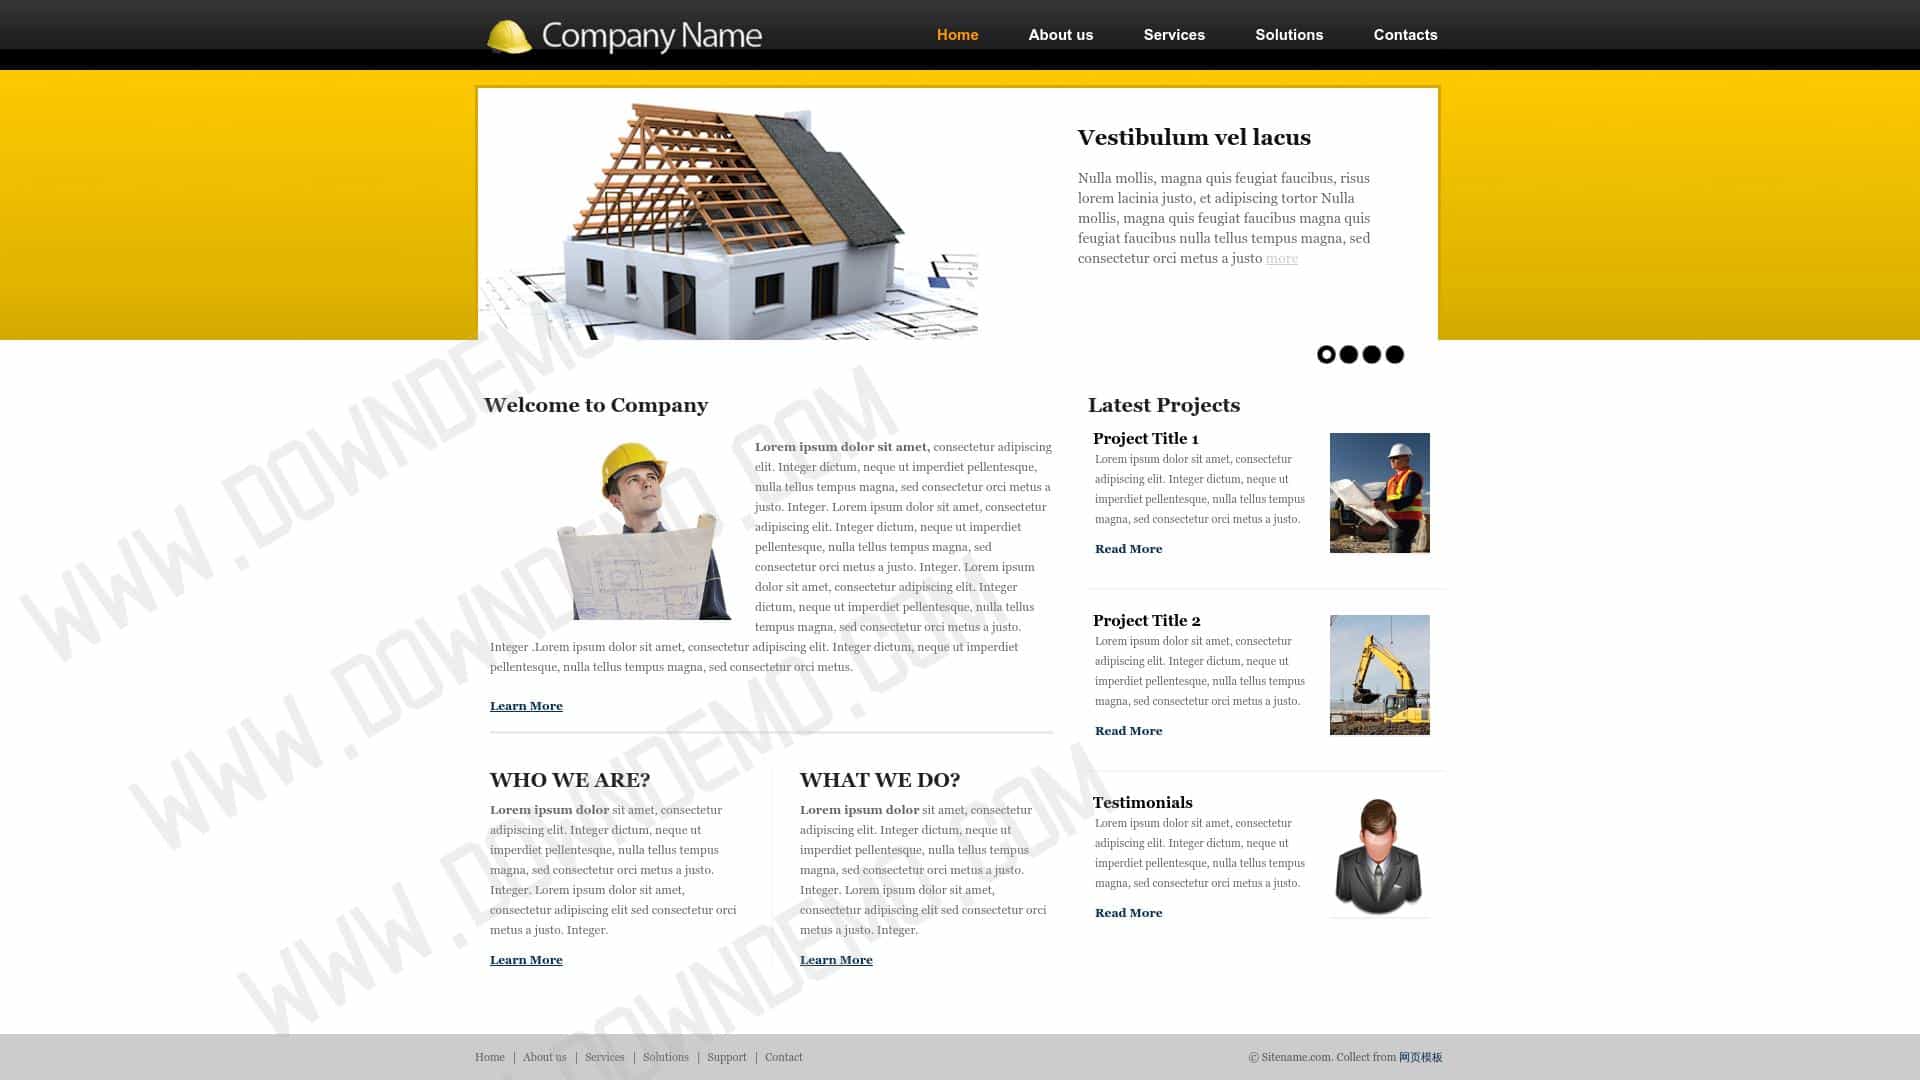 Company Name
Home About us Services Solutions Contacts
Vestibulum vel lacus
Nulla mollis, magna quis feugiat faucibus, risus
lorem lacinia justo, et adipiscing tortor Nulla
mollis, magna quis feugiat faucibus magna quis
feugiat faucibus nulla tellus tempus magna, sed
consectetur orci metus a justo more
Welcome to Company
Lorem ipsum dolor sit amet, consectetur adipiscing
elit. Integer dictum, neque ut imperdiet pellentesque,
nulla tellus tempus magna, sed consectetur orci metus a
justo. Integer. Lorem ipsum dolor sit amet, consectetur
adipiscing elit. Integer dictum, neque ut imperdiet
pellentesque, nulla tellus tempus magna, sed
consectetur orci metus a justo. Integer. Lorem ipsum
dolor sit amet, consectetur adipiscing elit. Integer
dictum, neque ut imperdiet pellentesque, nulla tellus
tempus magna, sed consectetur orci metus a justo.
Integer .Lorem ipsum dolor sit amet, consectetur adipiscing elit. Integer dictum, neque ut imperdiet
pellentesque, nulla tellus tempus magna, sed consectetur orci metus.
Learn More
WHO WE ARE?
Lorem ipsum dolor sit amet, consectetur
adipiscing elit. Integer dictum, neque ut
imperdiet pellentesque, nulla tellus tempus
magna, sed consectetur orci metus a justo.
Integer. Lorem ipsum dolor sit amet,
consectetur adipiscing elit sed consectetur orci
metus a justo. Integer.
Learn More
WHAT WE DO?
Lorem ipsum dolor sit amet, consectetur
adipiscing elit. Integer dictum, neque ut
imperdiet pellentesque, nulla tellus tempus
magna, sed consectetur orci metus a justo.
Integer. Lorem ipsum dolor sit amet,
consectetur adipiscing elit sed consectetur orci
metus a justo. Integer.
Learn More
Latest Projects
Project Title 1
Lorem ipsum dolor sit amet, consectetur
adipiscing elit. Integer dictum, neque ut
imperdiet pellentesque, nulla tellus tempus
magna, sed consectetur orci metus a justo.
Read More
Project Title 2
Lorem ipsum dolor sit amet, consectetur
adipiscing elit. Integer dictum, neque ut
imperdiet pellentesque, nulla tellus tempus
magna, sed consectetur orci metus a justo.
Read More
Testimonials
Lorem ipsum dolor sit amet, consectetur
adipiscing elit. Integer dictum, neque ut
imperdiet pellentesque, nulla tellus tempus
magna, sed consectetur orci metus a justo.
Read More
Home | About us | Services | Solutions | Support | Contact
© Sitename.com. Collect from 网页模板
WWW.DOWNDEMO.COM
WWW.DOWNDEMO.COM
WWW.DOWNDEMO.COM
DOWNDEMO.COM